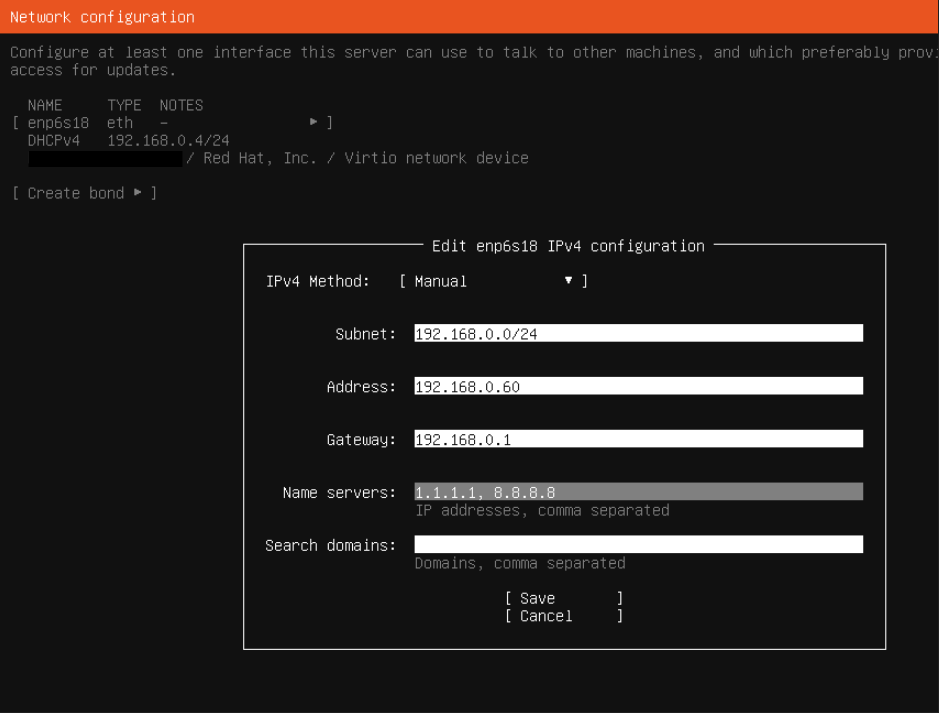 Network configuration
Configure at least one interface this server can use to talk to other machines, and which preferably provi
access for updates.
NAME TYPE NOTES
[ enp6s18 eth – ▸ ]
DHCPv4 192.168.0.4/24
/ Red Hat, Inc. / Virtio network device
[ Create bond ▸ ]
Edit enp6s18 IPv4 configuration
IPv4 Method: [ Manual ▾ ]
Subnet: 192.168.0.0/24
Address: 192.168.0.60
Gateway: 192.168.0.1
Name servers: 1.1.1.1, 8.8.8.8
IP addresses, comma separated
Search domains:
Domains, comma separated
[ Save ]
[ Cancel ]